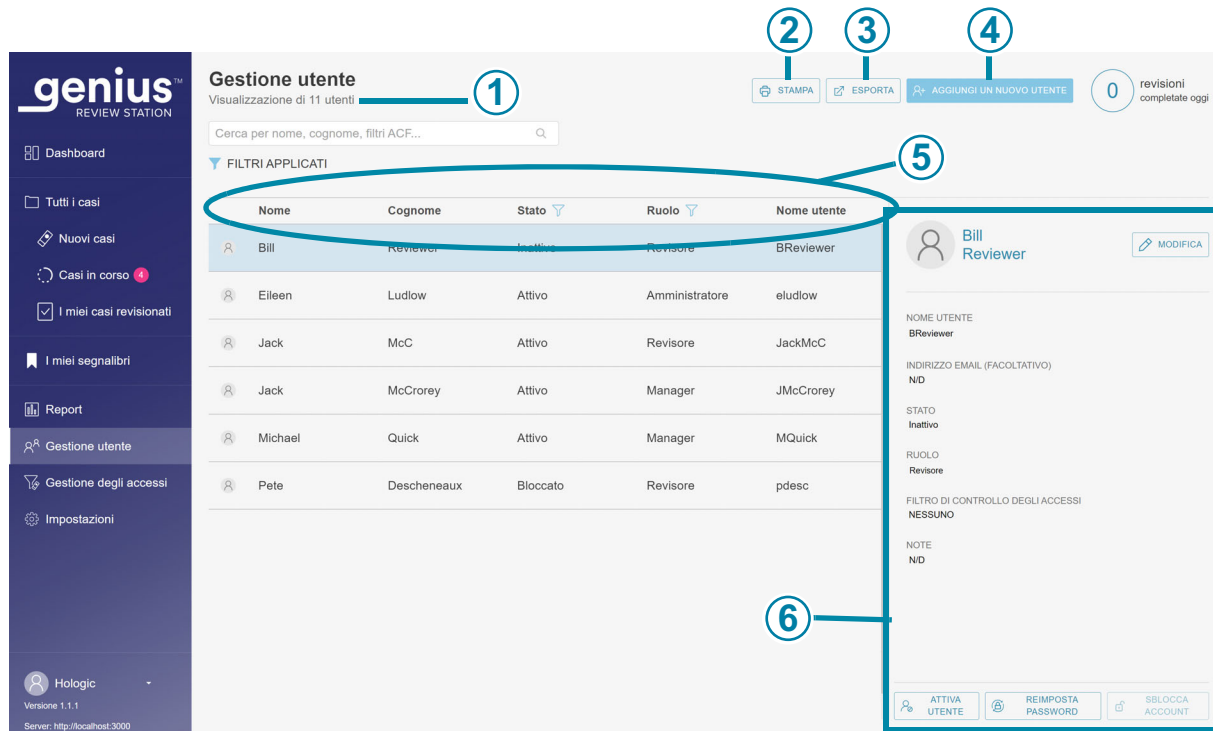 2
3
4
genius™
REVIEW STATION
Dashboard
Tutti i casi
Nuovi casi
Casi in corso 4
I miei casi revisionati
I miei segnalibri
Report
Gestione utente
Gestione degli accessi
Impostazioni
Hologic
Versione 1.1.1
Server: http://localhost:3000
Gestione utente
Visualizzazione di 11 utenti
1
STAMPA
ESPORTA
AGGIUNGI UN NUOVO UTENTE
0
revisioni
completate oggi
Cerca per nome, cognome, filtri ACF...
FILTRI APPLICATI
5
Nome Cognome Stato Ruolo Nome utente
Bill Reviewer Inattivo Revisore BReviewer
Eileen Ludlow Attivo Amministratore eludlow
Jack McC Attivo Revisore JackMcC
Jack McCrorey Attivo Manager JMcCrorey
Michael Quick Attivo Manager MQuick
Pete Descheneaux Bloccato Revisore pdesc
Bill
Reviewer
MODIFICA
NOME UTENTE
BReviewer
INDIRIZZO EMAIL (FACOLTATIVO)
N/D
STATO
Inattivo
RUOLO
Revisore
FILTRO DI CONTROLLO DEGLI ACCESSI
NESSUNO
NOTE
N/D
6
ATTIVA
UTENTE
REIMPOSTA
PASSWORD
SBLOCCA
ACCOUNT